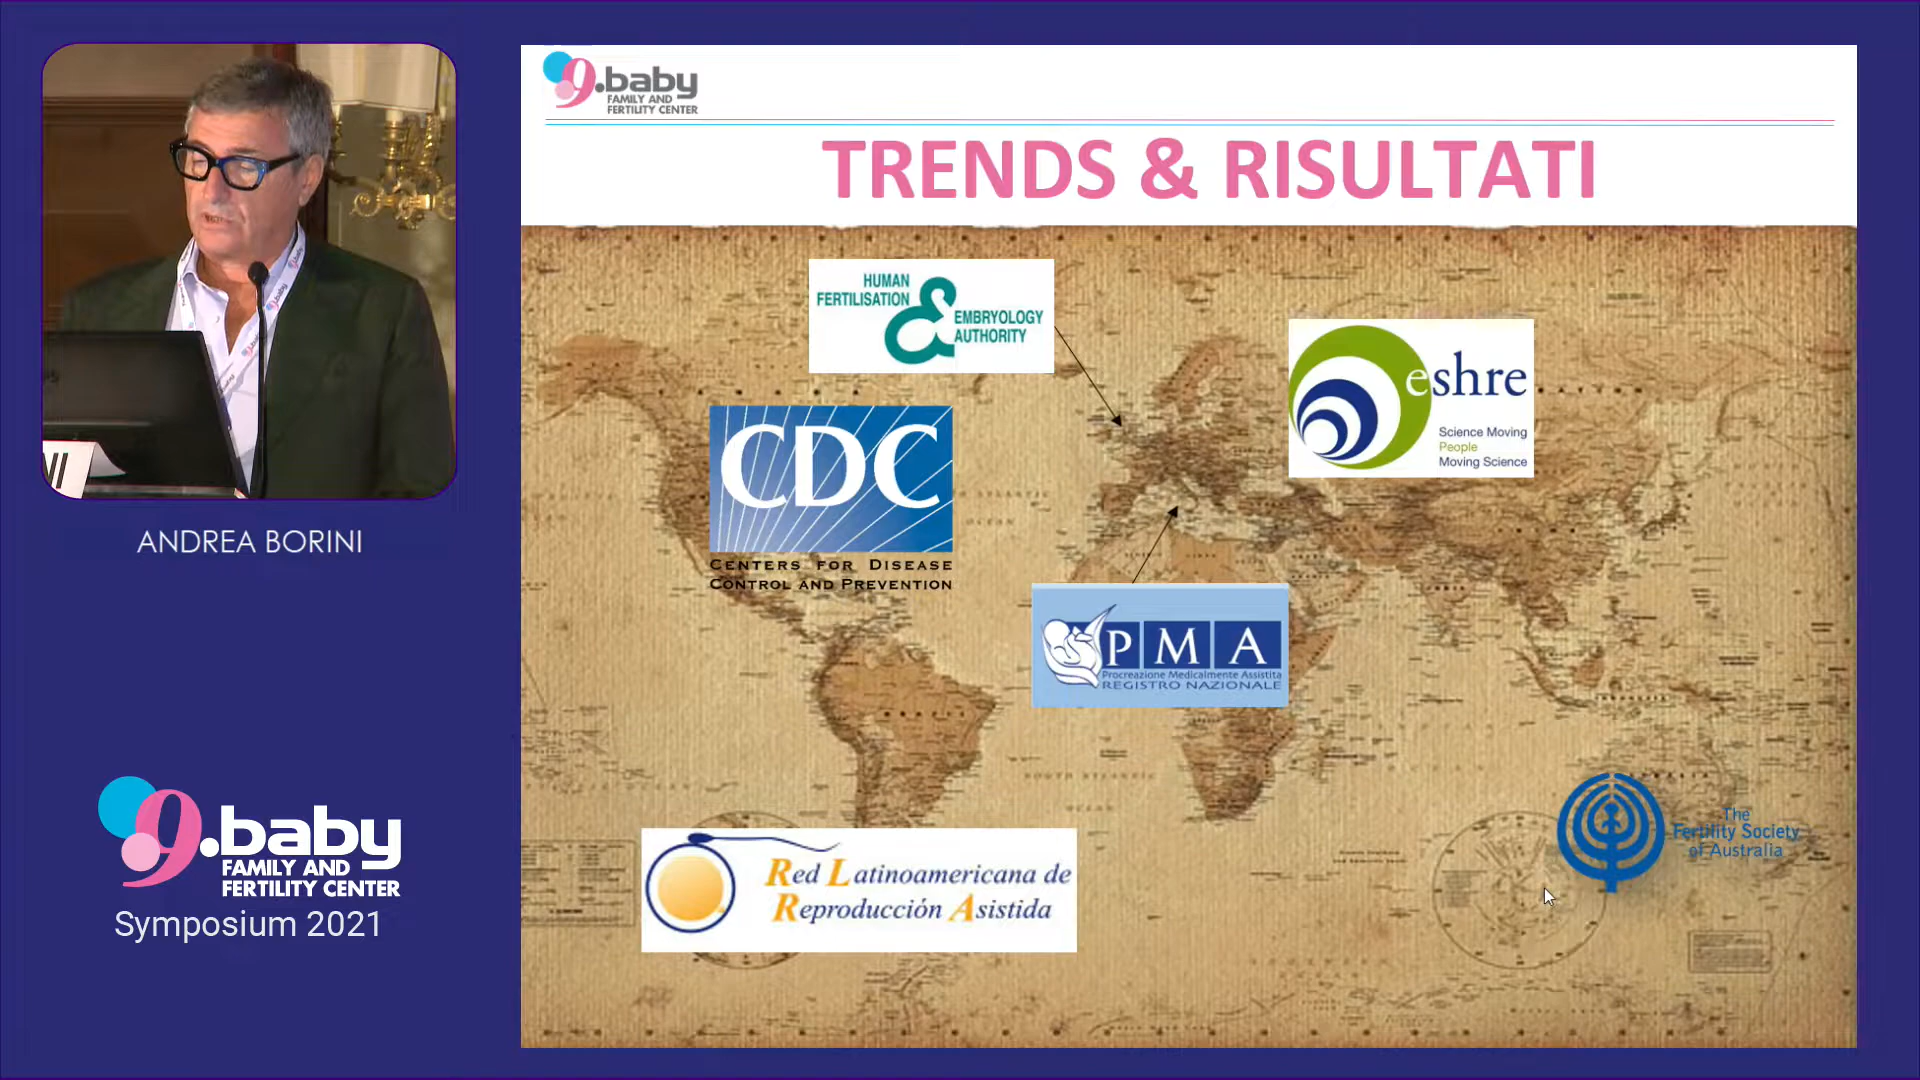 9.baby
FAMILY AND
FERTILITY CENTER
TRENDS & RISULTATI
HUMAN
FERTILISATION
&
EMBRYOLOGY
AUTHORITY
eshre
Science Moving
People
Moving Science
CDC
CENTERS FOR DISEASE
CONTROL AND PREVENTION
PMA
Procreazione Medicalmente Assistita
REGISTRO NAZIONALE
The
Fertility Society
of Australia
Red Latinoamericana de
Reproducción Asistida
ANDREA BORINI
9.baby
FAMILY AND
FERTILITY CENTER
Symposium 2021